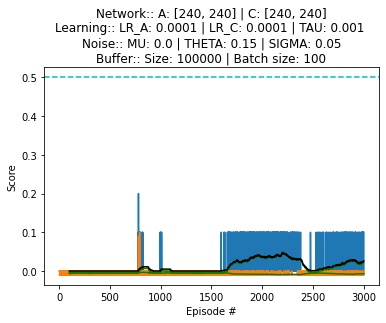 Network:: A: [240, 240] | C: [240, 240]
Learning:: LR_A: 0.0001 | LR_C: 0.0001 | TAU: 0.001
Noise:: MU: 0.0 | THETA: 0.15 | SIGMA: 0.05
Buffer:: Size: 100000 | Batch size: 100
0.5
0.4
0.3
0.2
0.1
0.0
Score
0 500 1000 1500 2000 2500 3000
Episode #